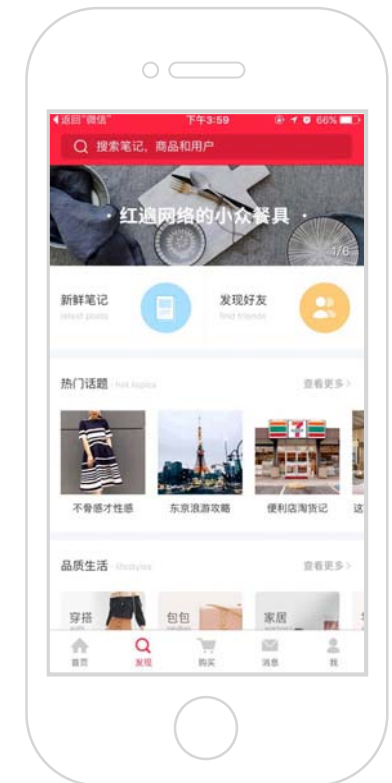 返回"微信"
下午3:59
66%
搜索笔记，商品和用户
· 红遍网络的小众餐具 ·
1/6
新鲜笔记
latest posts
发现好友
find friends
热门话题 · hot topics
查看更多>
7
不骨感才性感
东京浪游攻略
便利店淘货记
这
品质生活 · lifestyles
查看更多>
穿搭
包包
家居
首页
发现
购买
消息
我